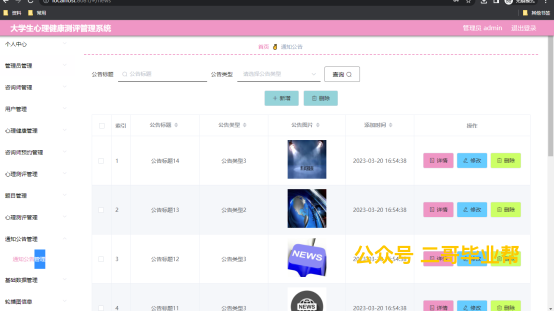 资料 常用 所有书签
大学生心理健康测评管理系统 管理员 admin 退出登录
个人中心
首页 通知公告
管理员管理
公告标题 公告标题 公告类型 请选择公告类型 查询
咨询师管理
新增 删除
用户管理
索引 公告标题 公告类型 公告图片 添加时间 操作
心理健康管理
咨询师预约管理
1 公告标题14 公告类型3 2023-03-20 16:54:38 详情 修改 删除
心理测评管理
题目管理
2 公告标题13 公告类型2 2023-03-20 16:54:38 详情 修改 删除
心理测评管理
通知公告管理
公众号 二哥毕业帮
3 公告标题12 公告类型3 NEWS 2023-03-20 16:54:38 详情 修改 删除
通知公告管理
基础数据管理
轮播图信息
4 公告标题11 公告类型3 NEWS 2023-03-20 16:54:38 详情 修改 删除